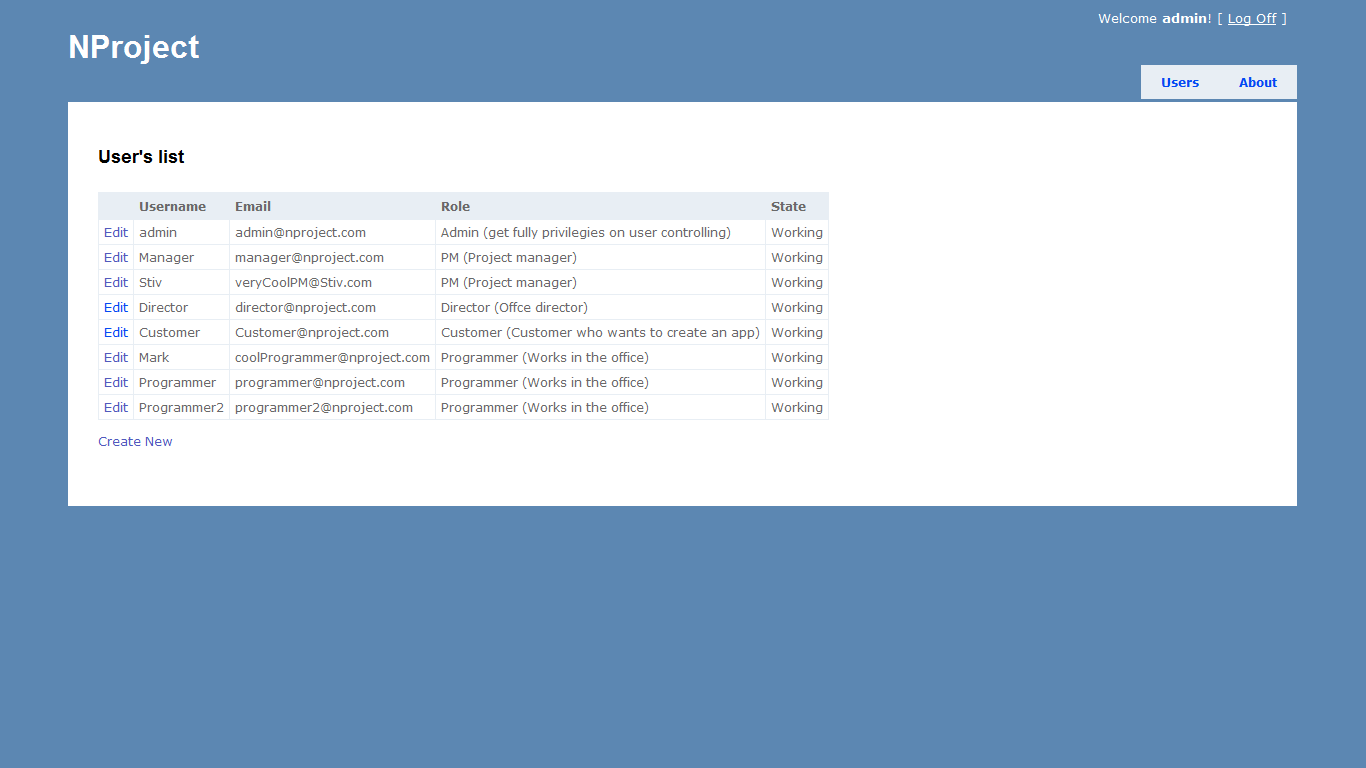 Welcome admin! [ Log Off ]
NProject
Users About
User's list
Username Email Role State
Edit admin admin@nproject.com Admin (get fully privilegies on user controlling) Working
Edit Manager manager@nproject.com PM (Project manager) Working
Edit Stiv veryCoolPM@Stiv.com PM (Project manager) Working
Edit Director director@nproject.com Director (Offce director) Working
Edit Customer Customer@nproject.com Customer (Customer who wants to create an app) Working
Edit Mark coolProgrammer@nproject.com Programmer (Works in the office) Working
Edit Programmer programmer@nproject.com Programmer (Works in the office) Working
Edit Programmer2 programmer2@nproject.com Programmer (Works in the office) Working
Create New